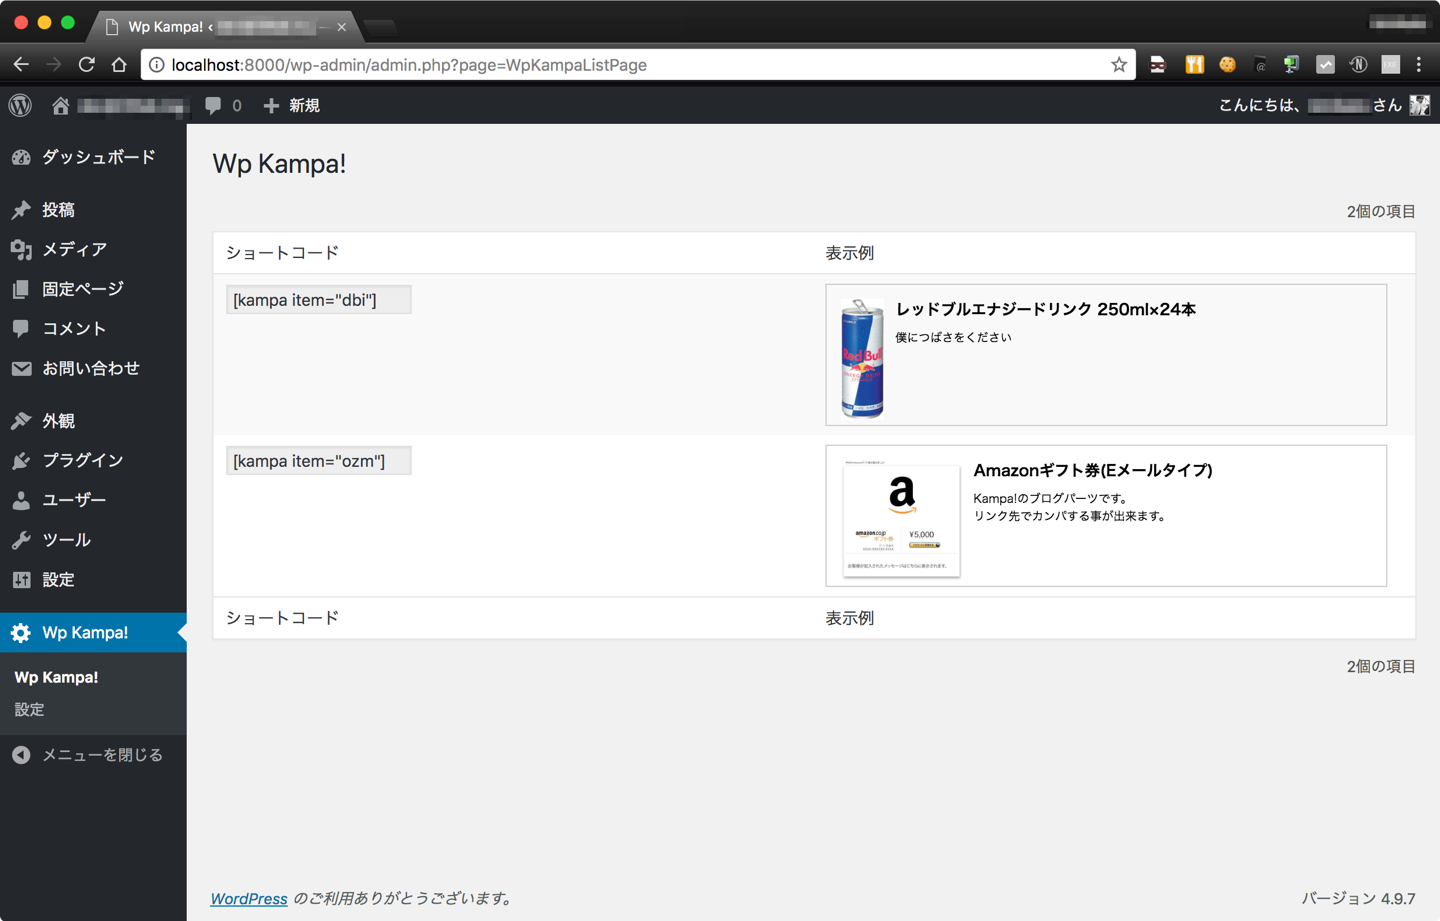 Wp Kampa! ‹
localhost:8000/wp-admin/admin.php?page=WpKampaListPage
0
新規
こんにちは、
さん
ダッシュボード
投稿
メディア
固定ページ
コメント
お問い合わせ
外観
プラグイン
ユーザー
ツール
設定
Wp Kampa!
Wp Kampa!
設定
メニューを閉じる
Wp Kampa!
2個の項目
ショートコード
表示例
[kampa item="dbi"]
Red Bull
レッドブルエナジードリンク 250ml×24本
僕につばさをください
[kampa item="ozm"]
a
amazon.co.jp
ギフト券
¥5,000
Amazonギフト券(Eメールタイプ)
Kampa!のブログパーツです。
リンク先でカンパする事が出来ます。
ショートコード
表示例
2個の項目
WordPress のご利用ありがとうございます。
バージョン 4.9.7